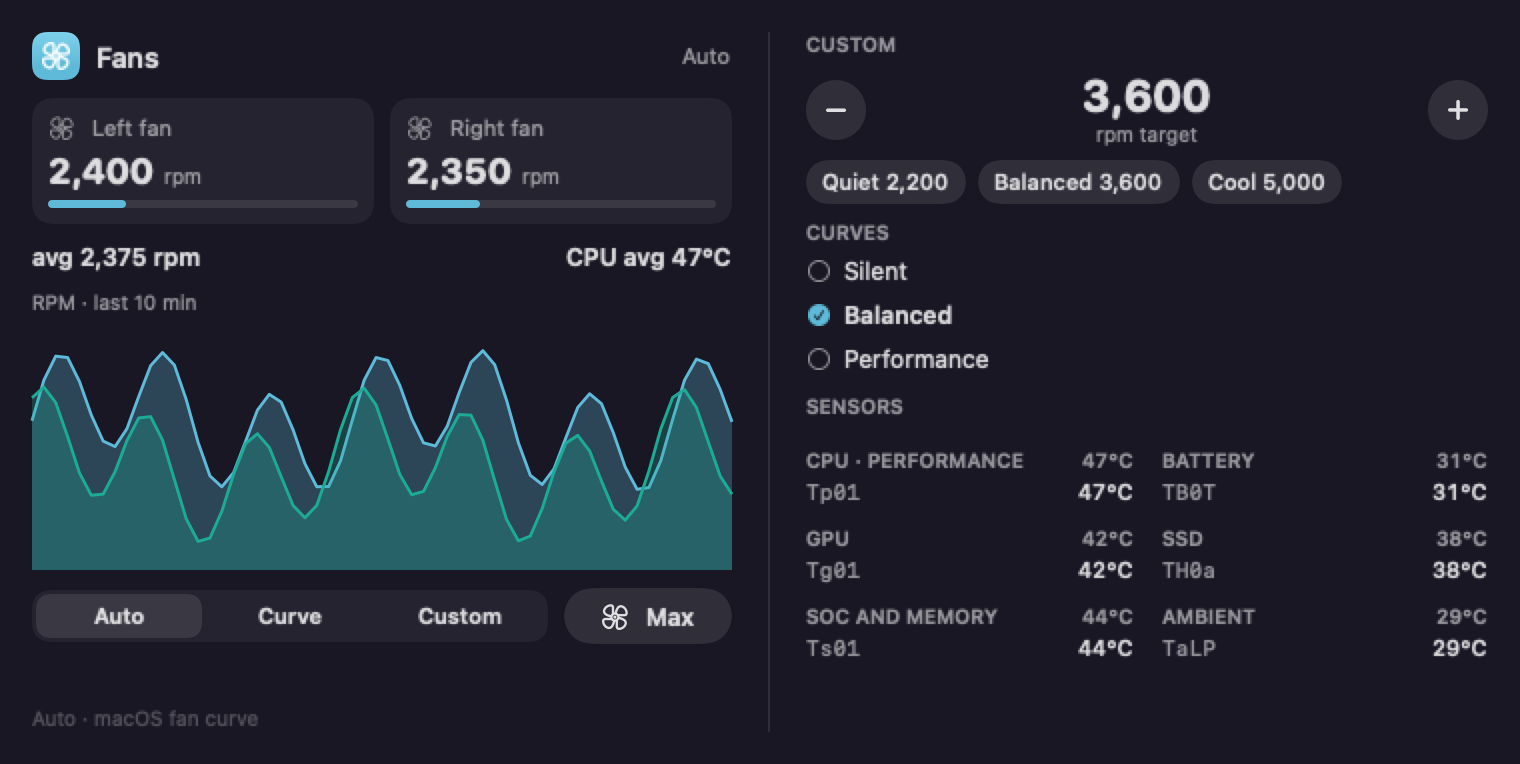 Fans
Auto
Left fan
2,400 rpm
Right fan
2,350 rpm
avg 2,375 rpm
CPU avg 47°C
RPM · last 10 min
Auto
Curve
Custom
Max
Auto · macOS fan curve
CUSTOM
3,600
rpm target
Quiet 2,200
Balanced 3,600
Cool 5,000
CURVES
Silent
Balanced
Performance
SENSORS
CPU · PERFORMANCE 47°C
Tp01 47°C
BATTERY 31°C
TB0T 31°C
GPU 42°C
Tg01 42°C
SSD 38°C
TH0a 38°C
SOC AND MEMORY 44°C
Ts01 44°C
AMBIENT 29°C
TaLP 29°C